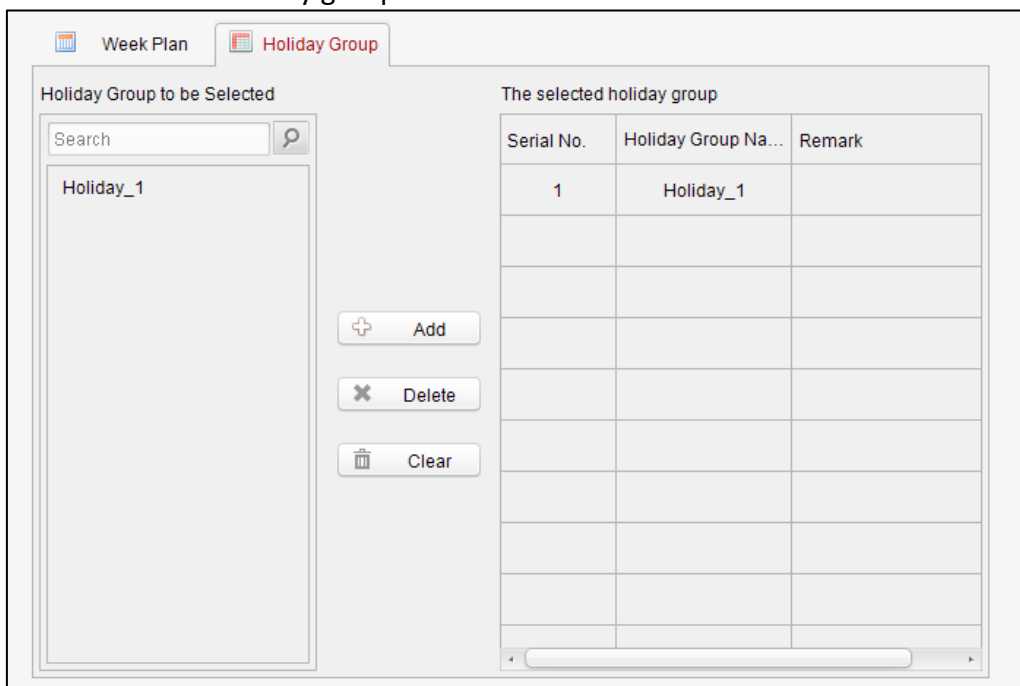 Week Plan
Holiday Group
Holiday Group to be Selected
The selected holiday group
Search
Serial No.
Holiday Group Na...
Remark
Holiday_1
1
Holiday_1
Add
Delete
Clear